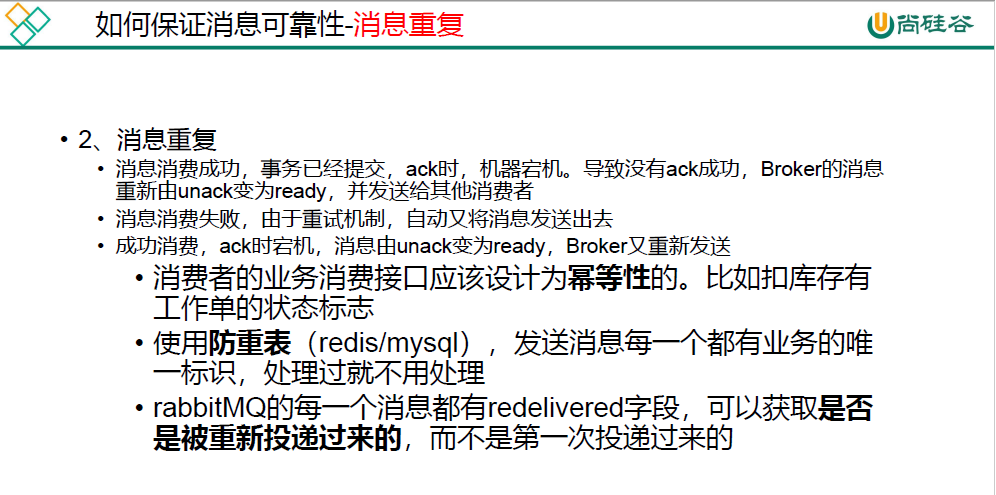 如何保证消息可靠性-消息重复
尚硅谷
• 2、消息重复
• 消息消费成功，事务已经提交，ack时，机器宕机。导致没有ack成功，Broker的消息
重新由unack变为ready，并发送给其他消费者
• 消息消费失败，由于重试机制，自动又将消息发送出去
• 成功消费，ack时宕机，消息由unack变为ready，Broker又重新发送
• 消费者的业务消费接口应该设计为幂等性的。比如扣库存有
工作单的状态标志
• 使用防重表（redis/mysql），发送消息每一个都有业务的唯
一标识，处理过就不用处理
• rabbitMQ的每一个消息都有redelivered字段，可以获取是否
是被重新投递过来的，而不是第一次投递过来的